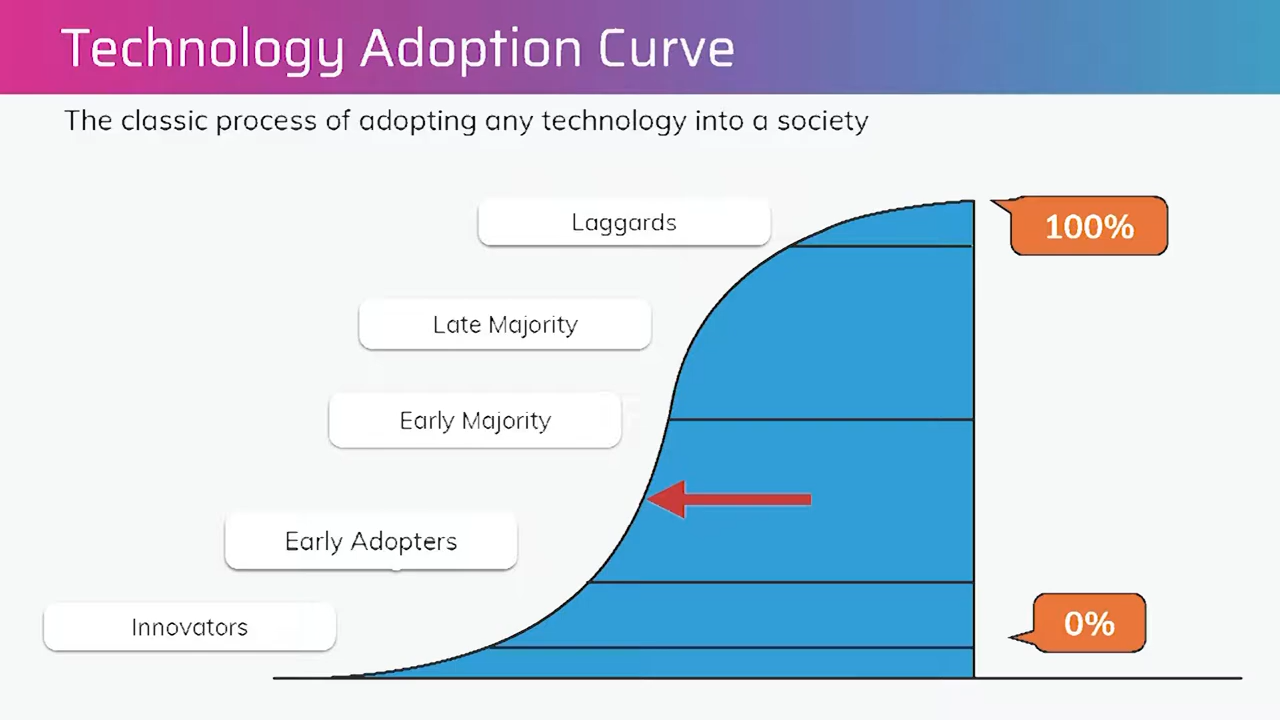 Technology Adoption Curve
The classic process of adopting any technology into a society
Laggards
100%
Late Majority
Early Majority
Early Adopters
Innovators
0%